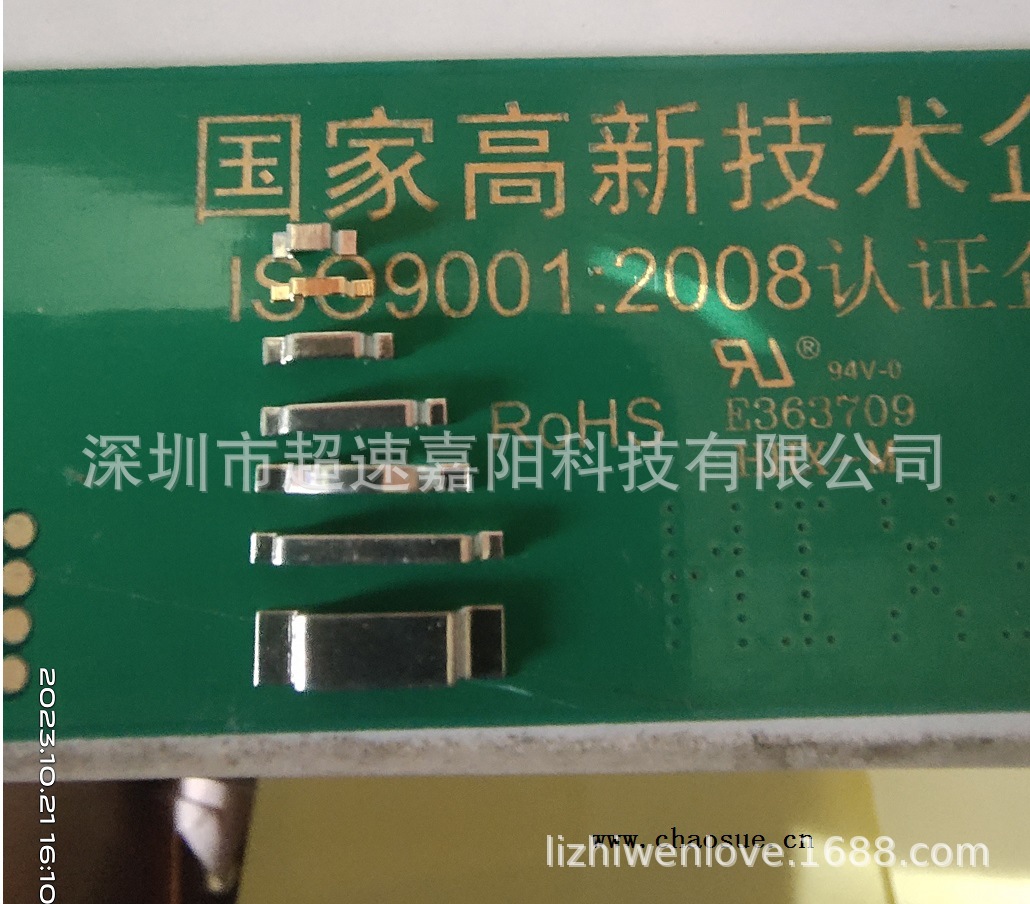 国家高新技术
ISO9001:2008认证
RU® 94V-0
RoHS E363709
深圳市超速嘉阳科技有限公司
2023.10.21 16:10
www.chaosue.cn
lizhiwenlove.1688.com